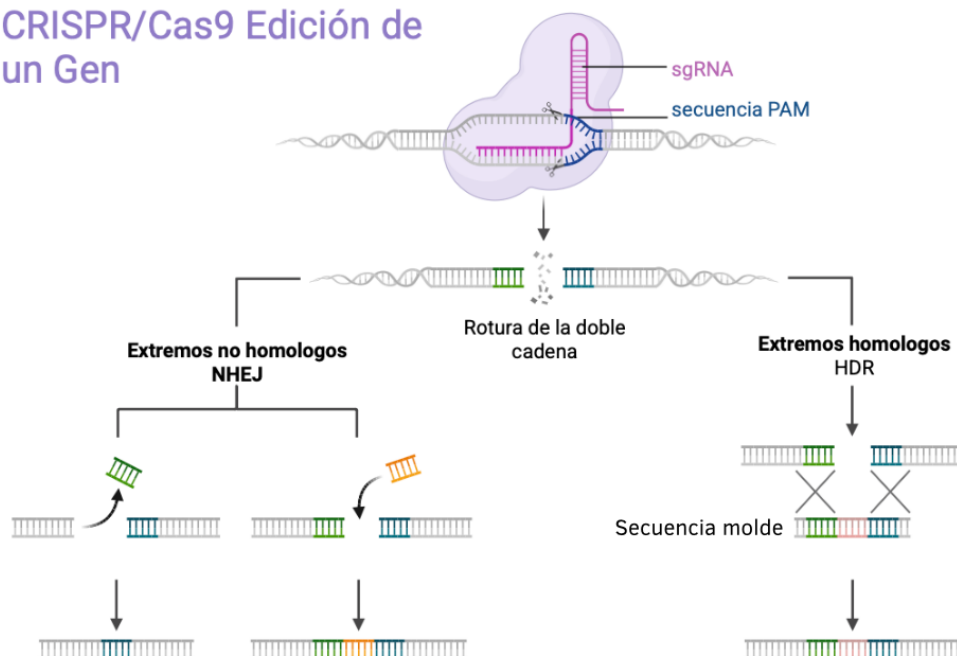 CRISPR/Cas9 Edición de
un Gen
sgRNA
secuencia PAM
Rotura de la doble
cadena
Extremos no homologos
NHEJ
Extremos homologos
HDR
Secuencia molde